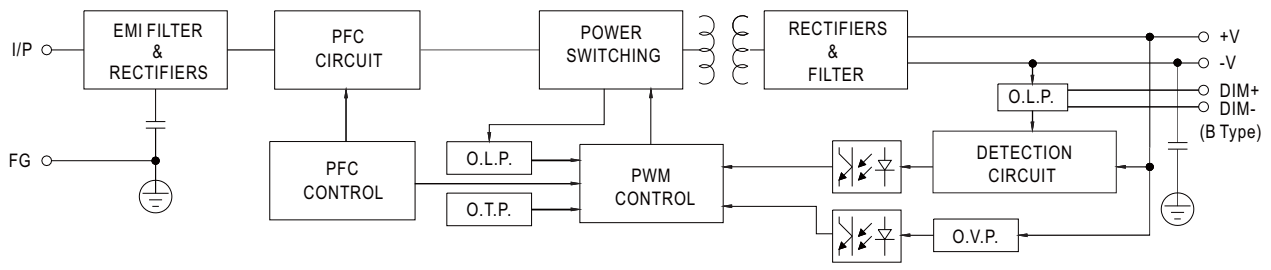 I/P
EMI FILTER
&
RECTIFIERS
PFC
CIRCUIT
POWER
SWITCHING
RECTIFIERS
&
FILTER
+V
-V
DIM+
DIM-
(B Type)
O.L.P.
FG
PFC
CONTROL
O.L.P.
O.T.P.
PWM
CONTROL
DETECTION
CIRCUIT
O.V.P.